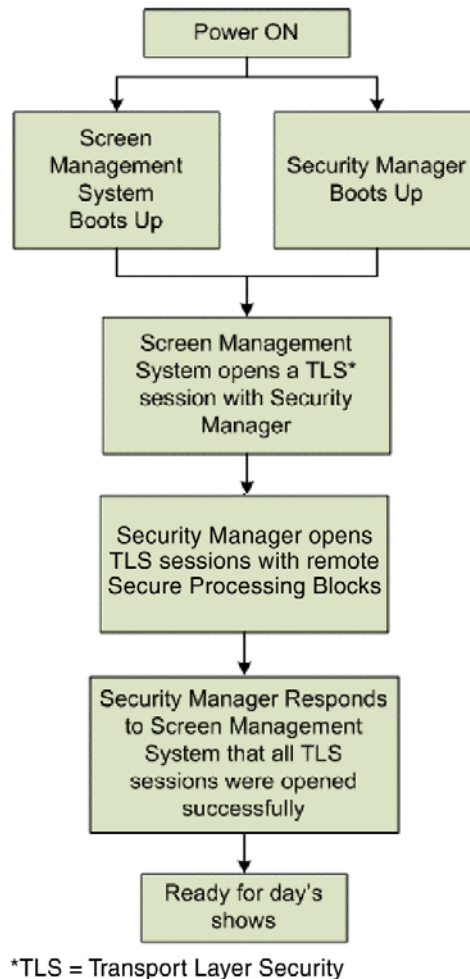 Power ON
Screen
Management
System
Boots Up
Security Manager
Boots Up
Screen Management
System opens a TLS*
session with Security
Manager
Security Manager opens
TLS sessions with remote
Secure Processing Blocks
Security Manager Responds
to Screen Management
System that all TLS
sessions were opened
successfully
Ready for day's
shows
*TLS = Transport Layer Security